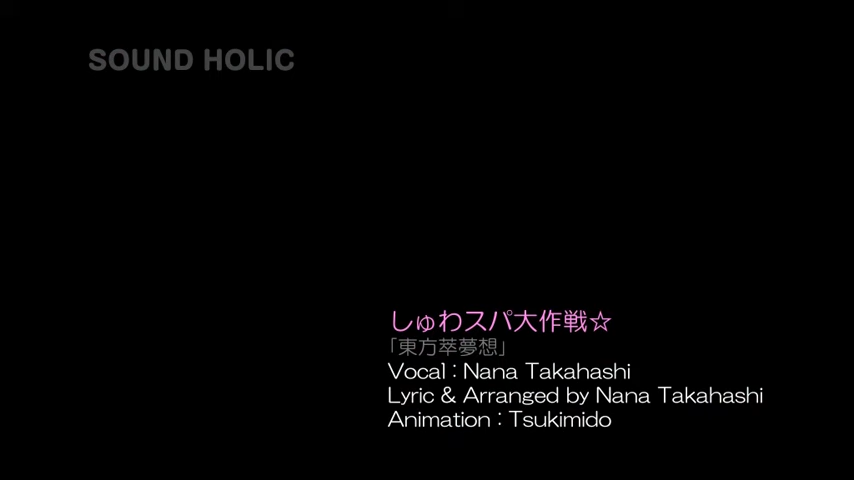 SOUND HOLIC
しゅわスパ大作戦☆
「東方萃夢想」
Vocal : Nana Takahashi
Lyric & Arranged by Nana Takahashi
Animation : Tsukimido